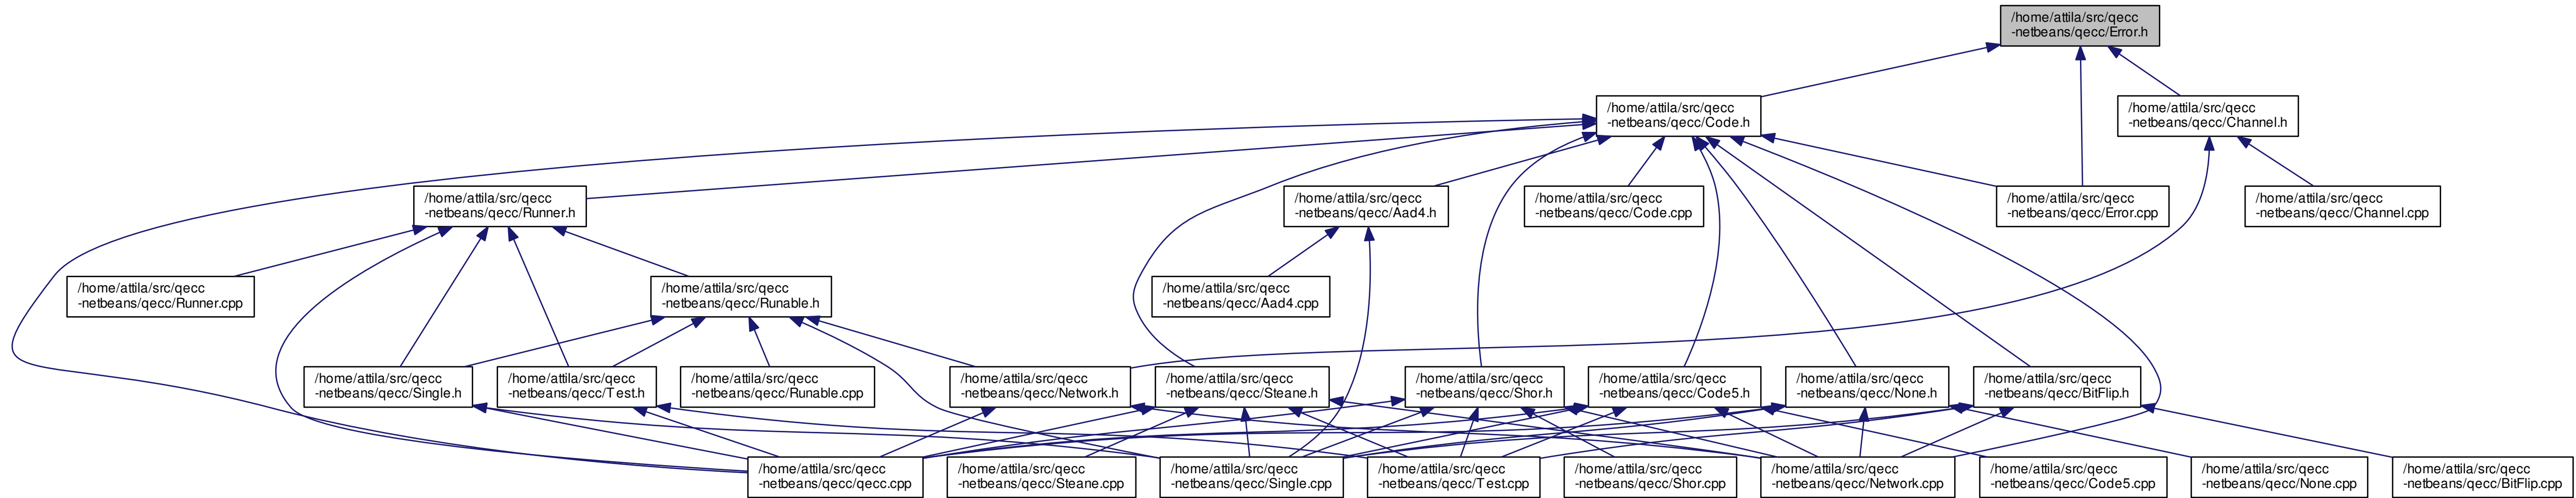 /home/attila/src/qecc
-netbeans/qecc/Error.h
/home/attila/src/qecc
-netbeans/qecc/Code.h
/home/attila/src/qecc
-netbeans/qecc/Channel.h
/home/attila/src/qecc
-netbeans/qecc/Runner.h
/home/attila/src/qecc
-netbeans/qecc/Aad4.h
/home/attila/src/qecc
-netbeans/qecc/Code.cpp
/home/attila/src/qecc
-netbeans/qecc/Error.cpp
/home/attila/src/qecc
-netbeans/qecc/Channel.cpp
/home/attila/src/qecc
-netbeans/qecc/Runner.cpp
/home/attila/src/qecc
-netbeans/qecc/Runable.h
/home/attila/src/qecc
-netbeans/qecc/Aad4.cpp
/home/attila/src/qecc
-netbeans/qecc/Single.h
/home/attila/src/qecc
-netbeans/qecc/Test.h
/home/attila/src/qecc
-netbeans/qecc/Runable.cpp
/home/attila/src/qecc
-netbeans/qecc/Network.h
/home/attila/src/qecc
-netbeans/qecc/Steane.h
/home/attila/src/qecc
-netbeans/qecc/Shor.h
/home/attila/src/qecc
-netbeans/qecc/Code5.h
/home/attila/src/qecc
-netbeans/qecc/None.h
/home/attila/src/qecc
-netbeans/qecc/BitFlip.h
/home/attila/src/qecc
-netbeans/qecc/qecc.cpp
/home/attila/src/qecc
-netbeans/qecc/Steane.cpp
/home/attila/src/qecc
-netbeans/qecc/Single.cpp
/home/attila/src/qecc
-netbeans/qecc/Test.cpp
/home/attila/src/qecc
-netbeans/qecc/Shor.cpp
/home/attila/src/qecc
-netbeans/qecc/Network.cpp
/home/attila/src/qecc
-netbeans/qecc/Code5.cpp
/home/attila/src/qecc
-netbeans/qecc/None.cpp
/home/attila/src/qecc
-netbeans/qecc/BitFlip.cpp